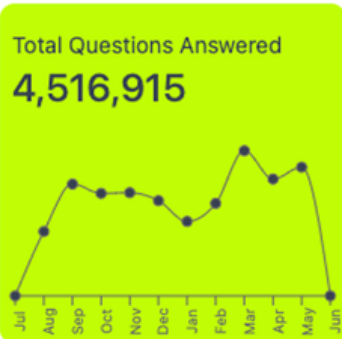 Total Questions Answered
4,516,915
Jul Aug Sep Oct Nov Dec Jan Feb Mar Apr May Jun